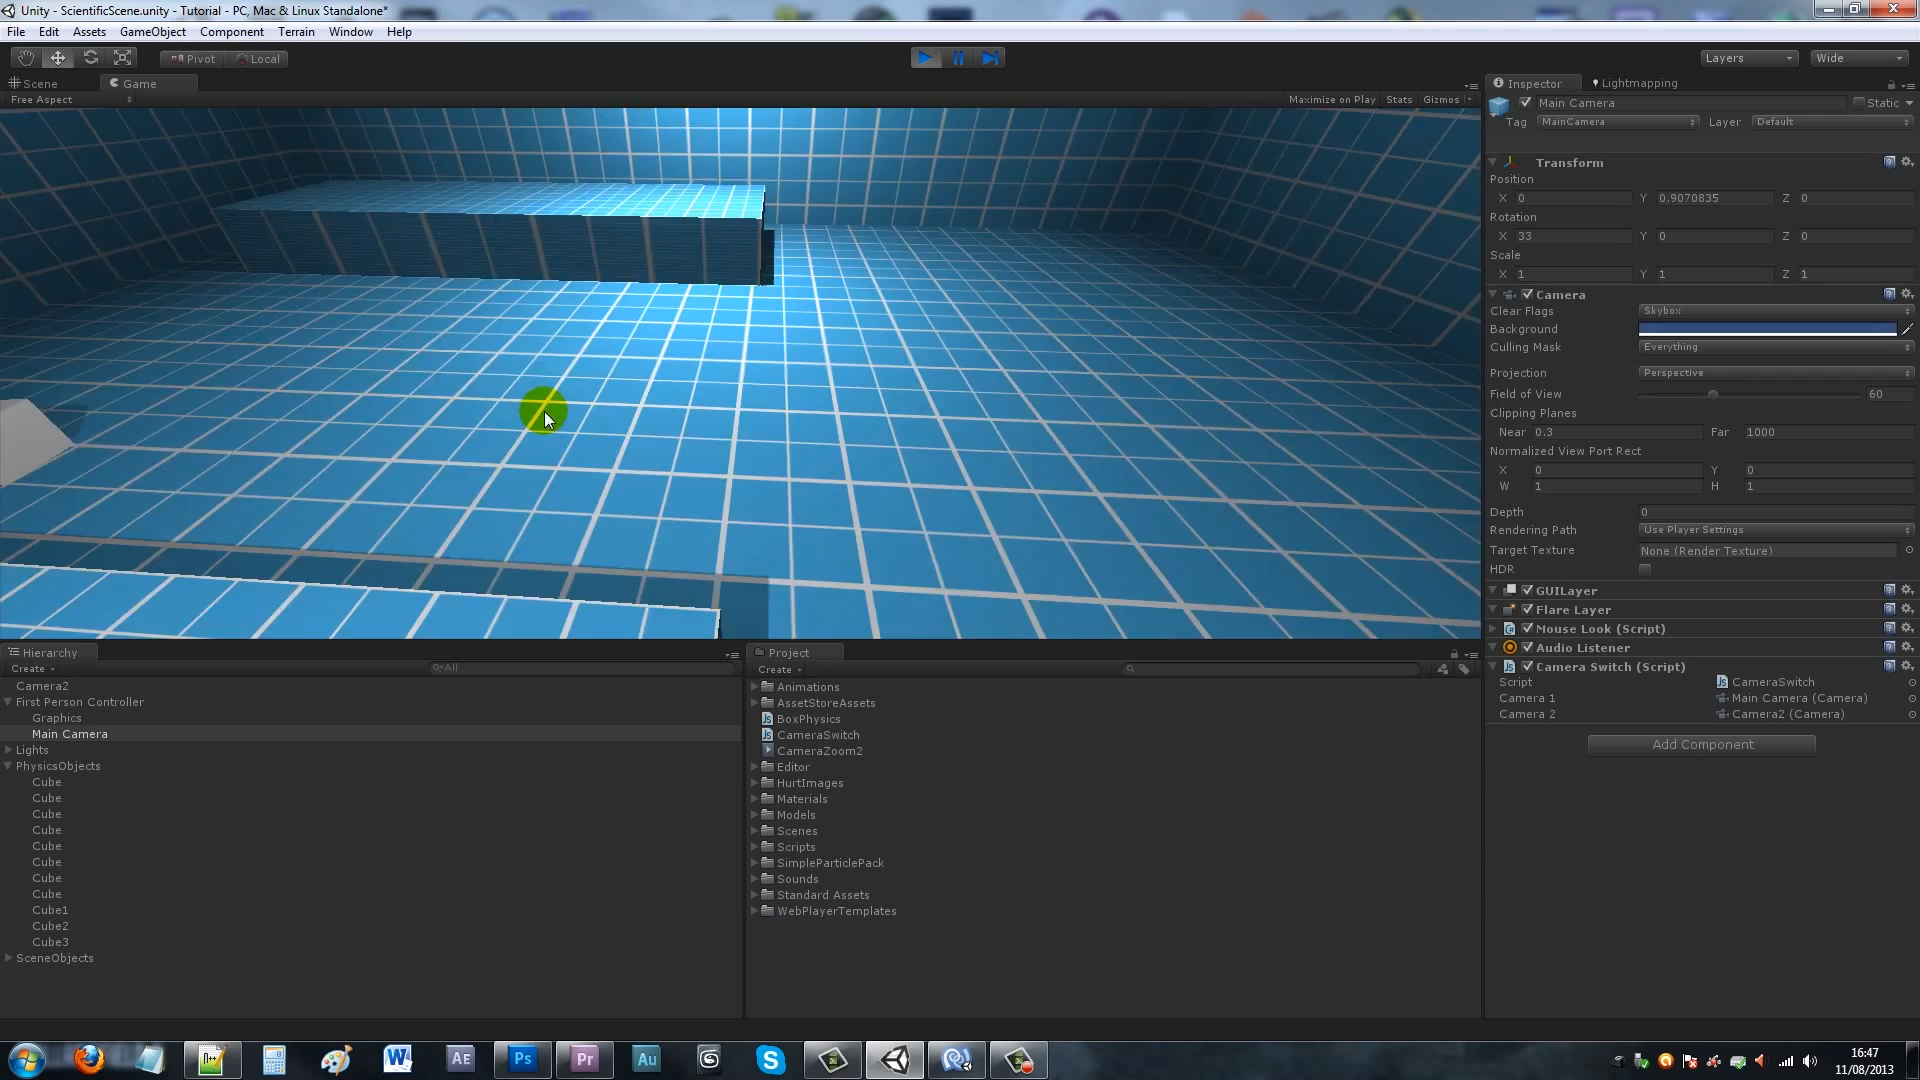 Unity - ScientificScene.unity - Tutorial - PC, Mac & Linux Standalone*
File Edit Assets GameObject Component Terrain Window Help
Pivot Local Layers Wide
Scene Game
Free Aspect Maximize on Play Stats Gizmos
Inspector Lightmapping
Main Camera Static
Tag MainCamera Layer Default
Transform
Position
X 0 Y 0.9070835 Z 0
Rotation
X 33 Y 0 Z 0
Scale
X 1 Y 1 Z 1
Camera
Clear Flags Skybox
Background
Culling Mask Everything
Projection Perspective
Field of View 60
Clipping Planes
Near 0.3 Far 1000
Normalized View Port Rect
X 0 Y 0
W 1 H 1
Depth 0
Rendering Path Use Player Settings
Target Texture None (Render Texture)
HDR
GUILayer
Flare Layer
Mouse Look (Script)
Audio Listener
Camera Switch (Script)
Script CameraSwitch
Camera 1 Main Camera (Camera)
Camera 2 Camera2 (Camera)
Add Component
Hierarchy
Create All
Camera2
First Person Controller
Graphics
Main Camera
Lights
PhysicsObjects
Cube
Cube
Cube
Cube
Cube
Cube
Cube
Cube
Cube1
Cube2
Cube3
SceneObjects
Project
Create
Animations
AssetStoreAssets
BoxPhysics
CameraSwitch
CameraZoom2
Editor
HurtImages
Materials
Models
Scenes
Scripts
SimpleParticlePack
Sounds
Standard Assets
WebPlayerTemplates
W AE Ps Pr Au S
16:47
11/08/2013